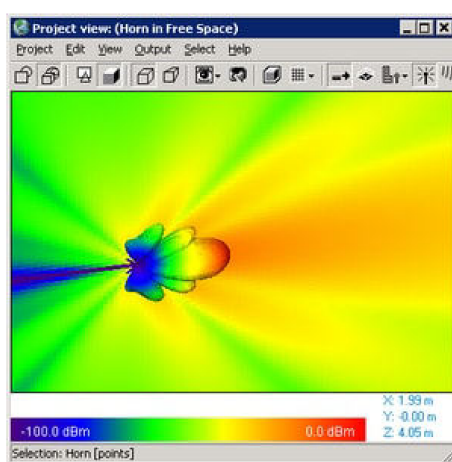 Project view: (Horn in Free Space)
Project Edit View Output Select Help
X: 1.99 m
Y: -0.00 m
-100.0 dBm 0.0 dBm Z: 4.05 m
Selection: Horn [points]